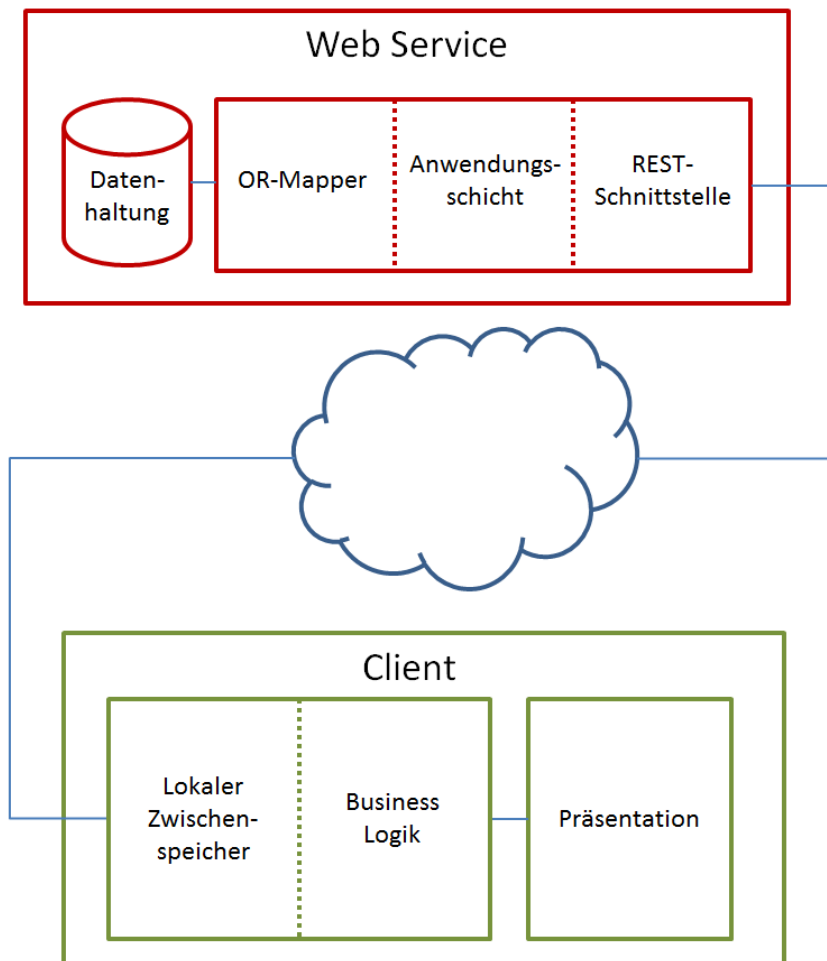 Web Service
Daten-
haltung
OR-Mapper
Anwendungs-
schicht
REST-
Schnittstelle
Client
Lokaler
Zwischen-
speicher
Business
Logik
Präsentation